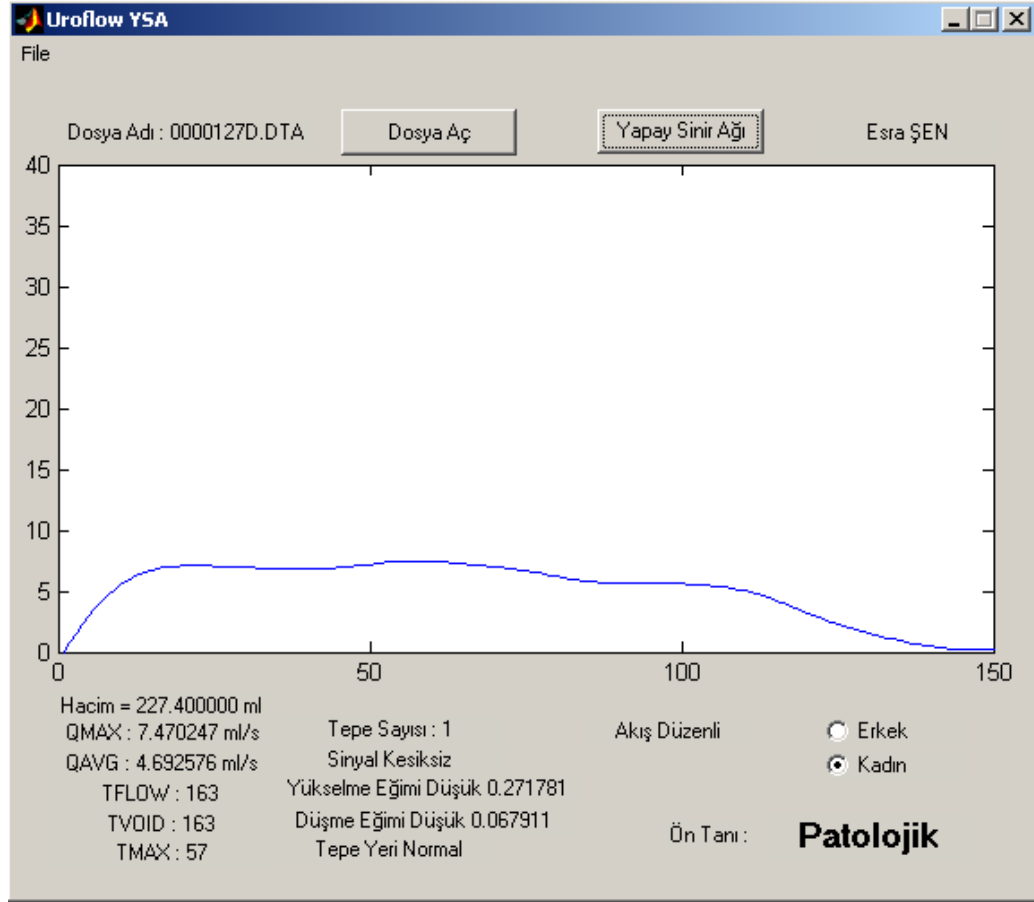 Uroflow YSA
File
Dosya Adı : 0000127D.DTA
Dosya Aç
Yapay Sinir Ağı
Esra ŞEN
40
35
30
25
20
15
10
5
0
0 50 100 150
Hacim = 227.400000 ml
QMAX : 7.470247 ml/s
QAVG : 4.692576 ml/s
TFLOW : 163
TVOID : 163
TMAX : 57
Tepe Sayısı : 1
Sinyal Kesiksiz
Yükselme Eğimi Düşük 0.271781
Düşme Eğimi Düşük 0.067911
Tepe Yeri Normal
Akış Düzenli
Erkek
Kadın
Ön Tanı : Patolojik